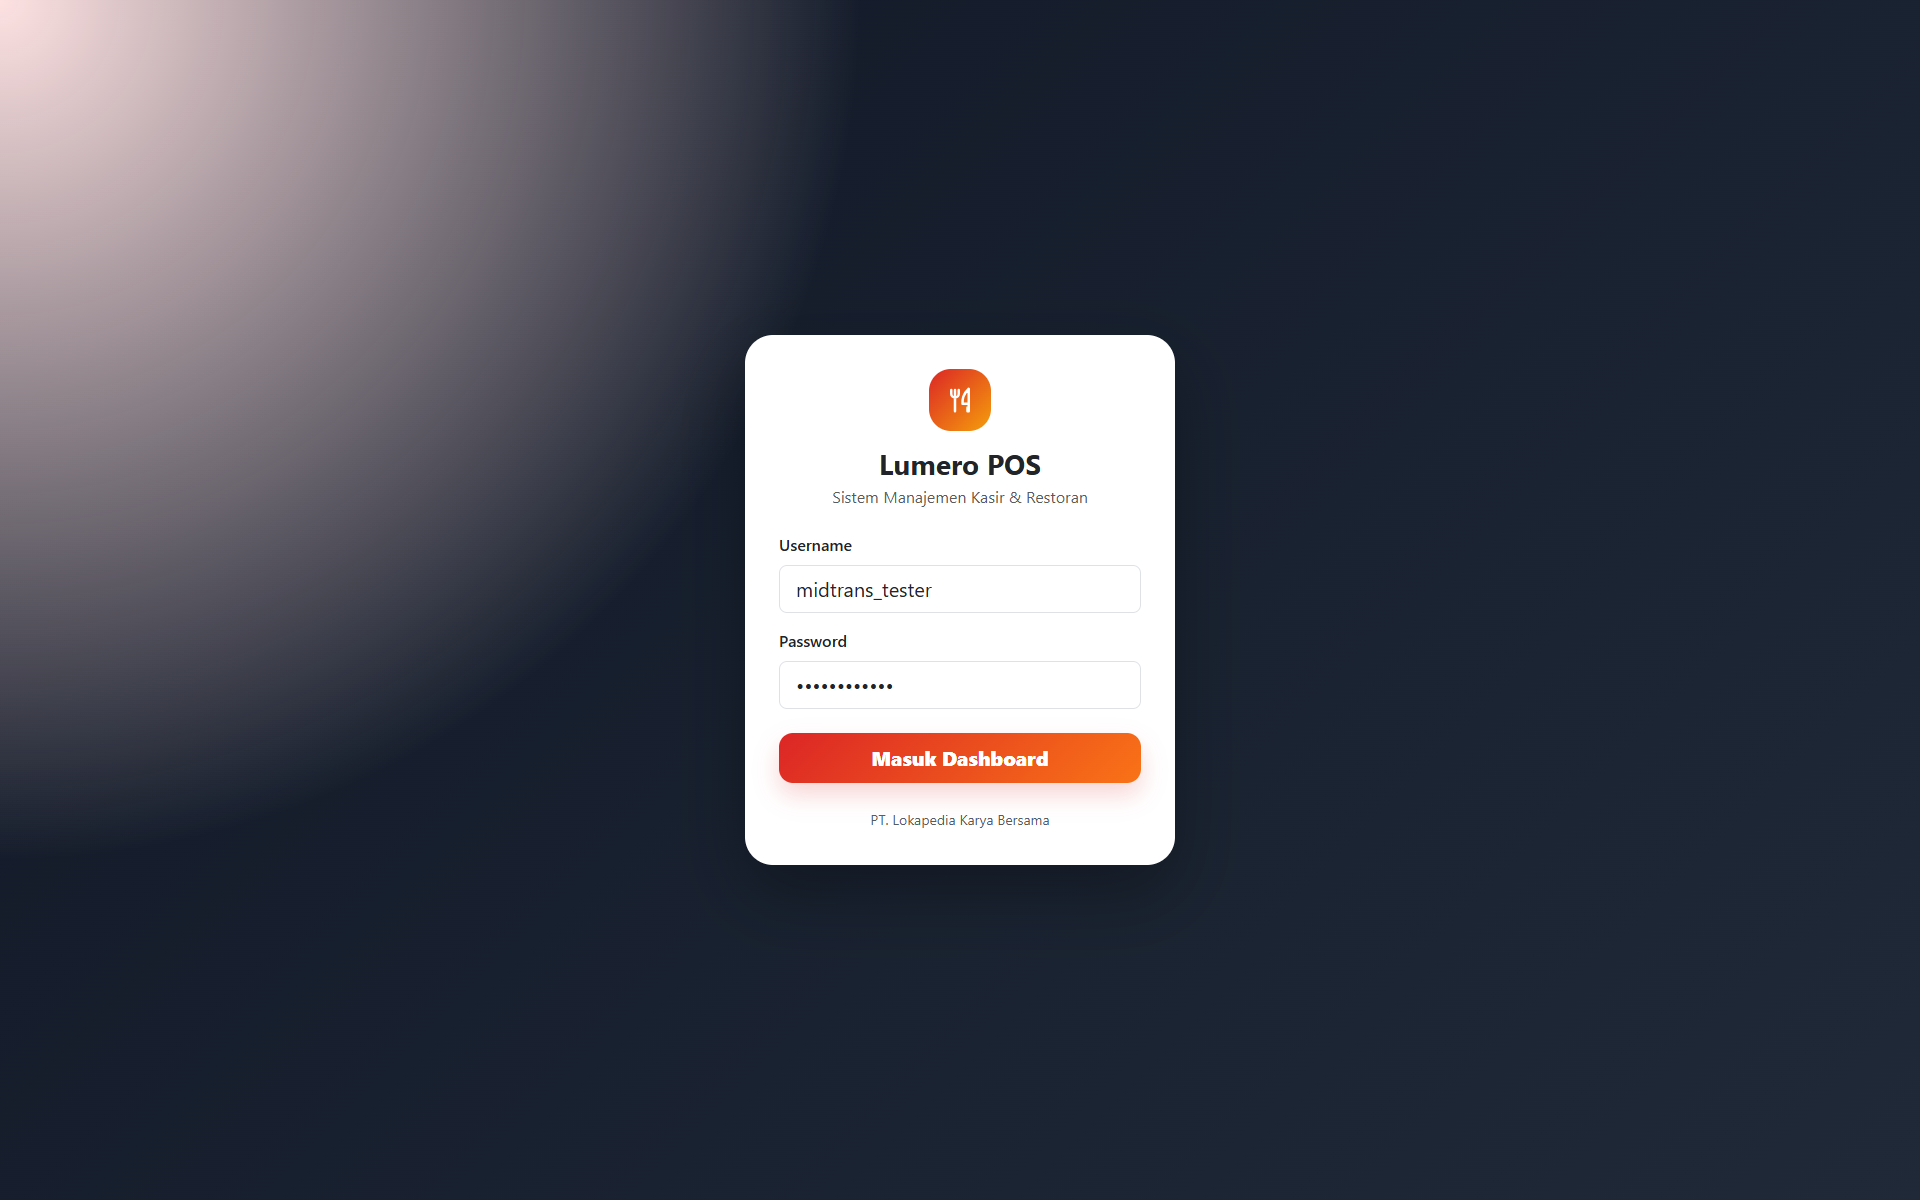 Lumero POS
Sistem Manajemen Kasir & Restoran
Username
midtrans_tester
Password
••••••••••••
Masuk Dashboard
PT. Lokapedia Karya Bersama